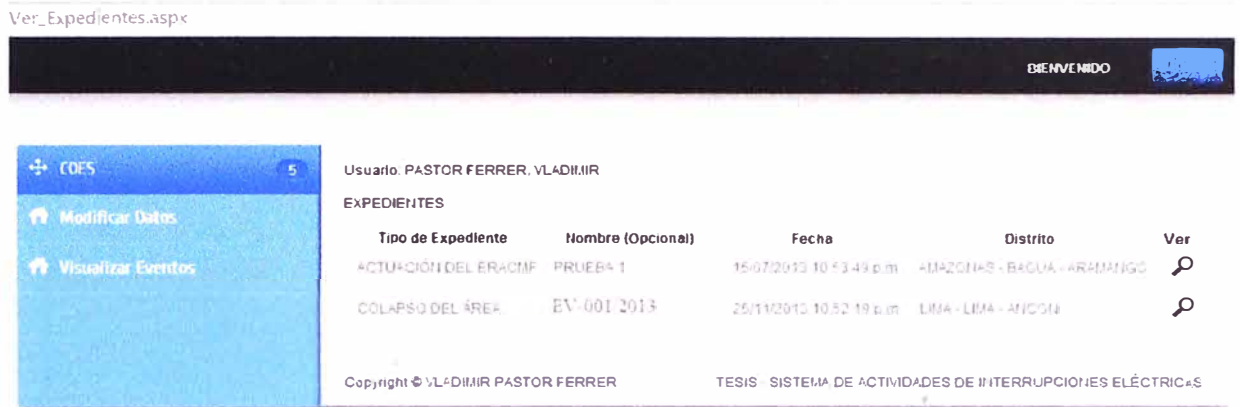 Ver_Expedientes.aspx
BIENVENIDO
COES 5
Modificar Datos
Visualizar Eventos
Usuario: PASTOR FERRER, VLADIMIR
EXPEDIENTES
Tipo de Expediente Nombre (Opcional) Fecha Distrito Ver
ACTUACIÓN DEL ERACMF PRUEBA 1 15/07/2013 10:53:49 p.m. AMAZONAS - BAGUA - ARAMANGO
COLAPSO DEL ÁREA EV-001-2013 25/11/2013 10:52:19 p.m. LIMA - LIMA - ANCON
Copyright © VLADIMIR PASTOR FERRER TESIS - SISTEMA DE ACTIVIDADES DE INTERRUPCIONES ELÉCTRICAS